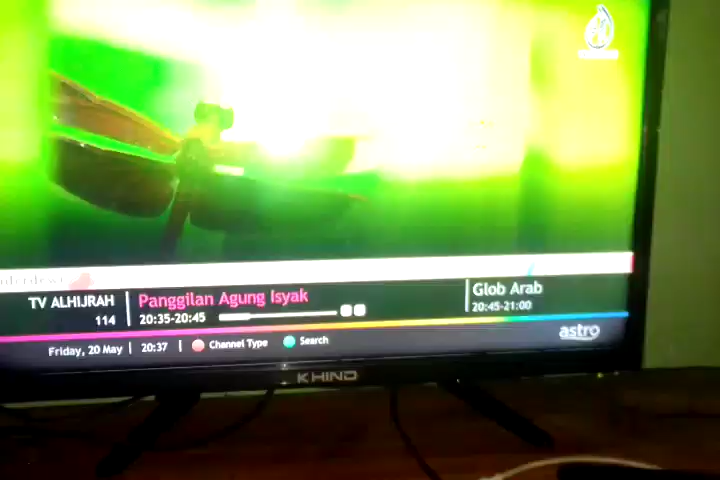 TV ALHIJRAH
114
Panggilan Agung Isyak
20:35-20:45
Glob Arab
20:45-21:00
Friday, 20 May | 20:37 | Channel Type Search
astro
KHIND